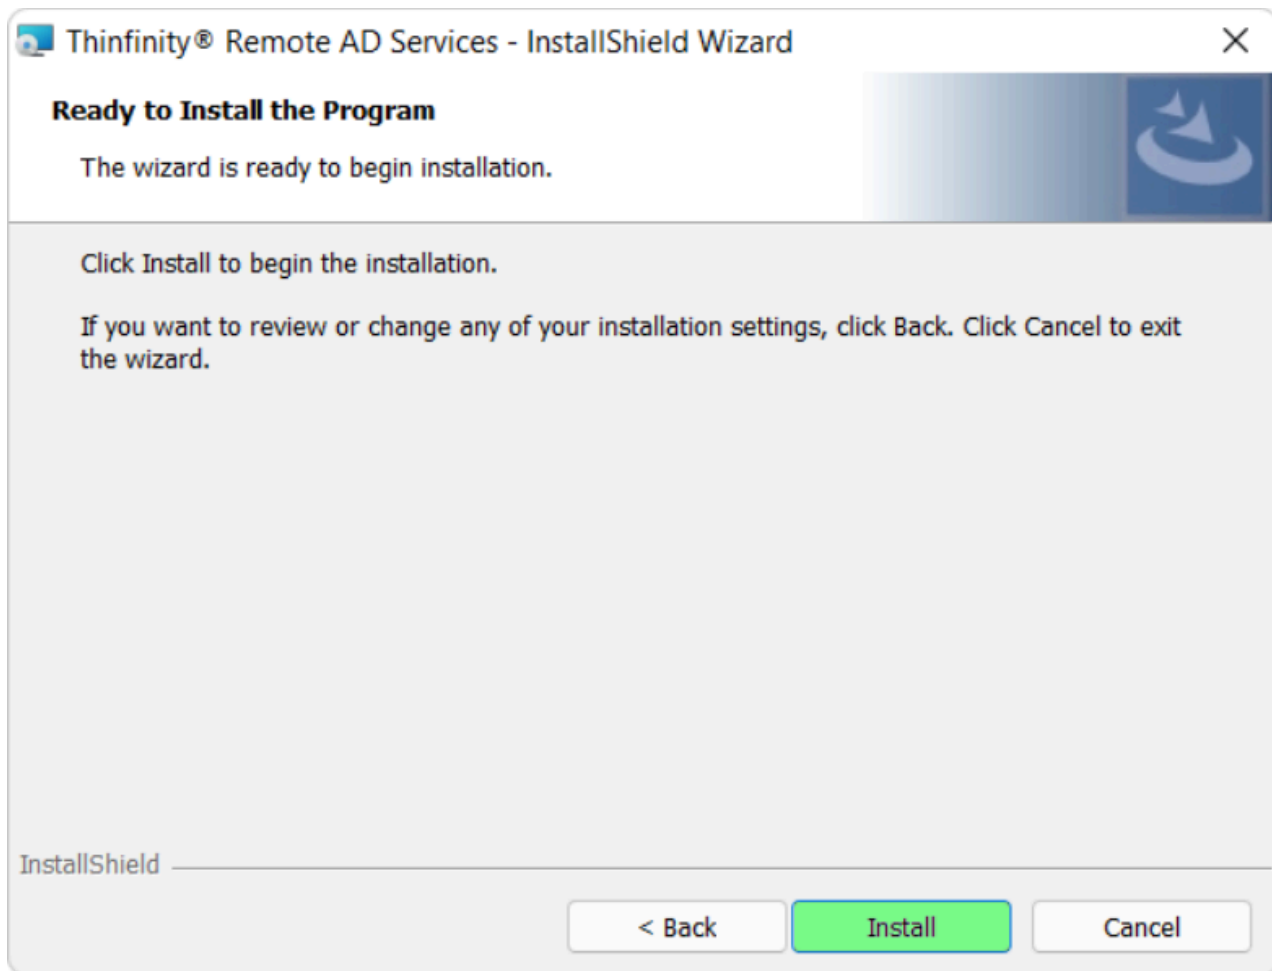 Thinfinity® Remote AD Services - InstallShield Wizard
Ready to Install the Program
The wizard is ready to begin installation.
Click Install to begin the installation.
If you want to review or change any of your installation settings, click Back. Click Cancel to exit
the wizard.
InstallShield
< Back
Install
Cancel